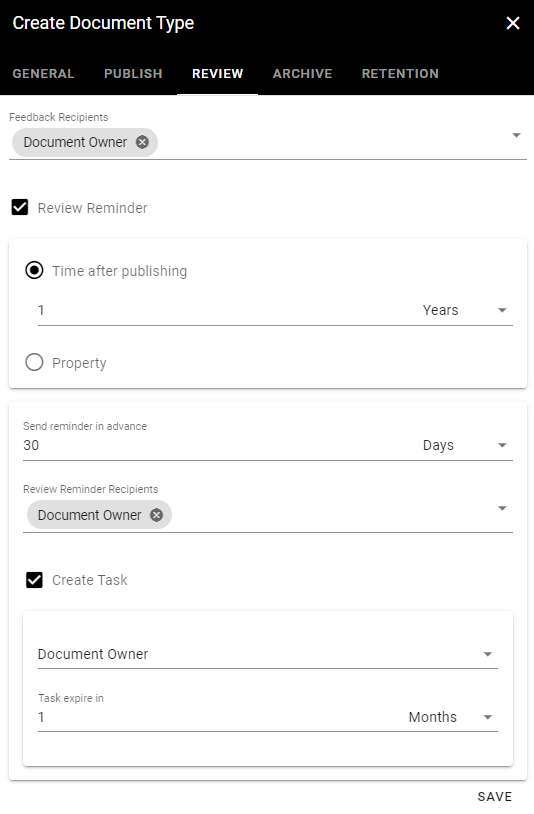 Create Document Type
GENERAL PUBLISH REVIEW ARCHIVE RETENTION
Feedback Recipients
Document Owner
Review Reminder
Time after publishing
1 Years
Property
Send reminder in advance
30 Days
Review Reminder Recipients
Document Owner
Create Task
Document Owner
Task expire in
1 Months
SAVE